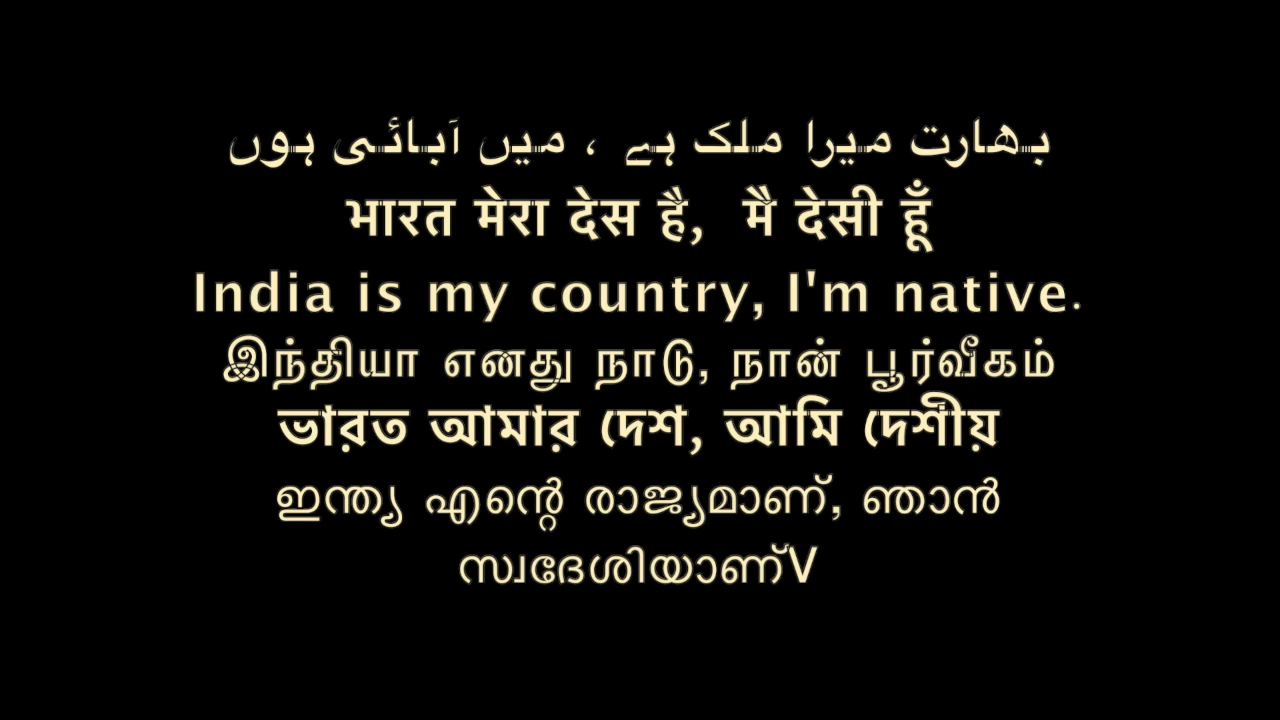 بھارت میرا ملک ہے ، میں آبائی ہوں
भारत मेरा देस है,  मै देसी हूँ
India is my country, I'm native.
இந்தியா எனது நாடு, நான் பூர்வீகம்
ভারত আমার দেশ, আমি দেশীয়
ഇന്ത്യ എന്റെ രാജ്യമാണ്, ഞാൻ
സ്വദേശിയാണ്V